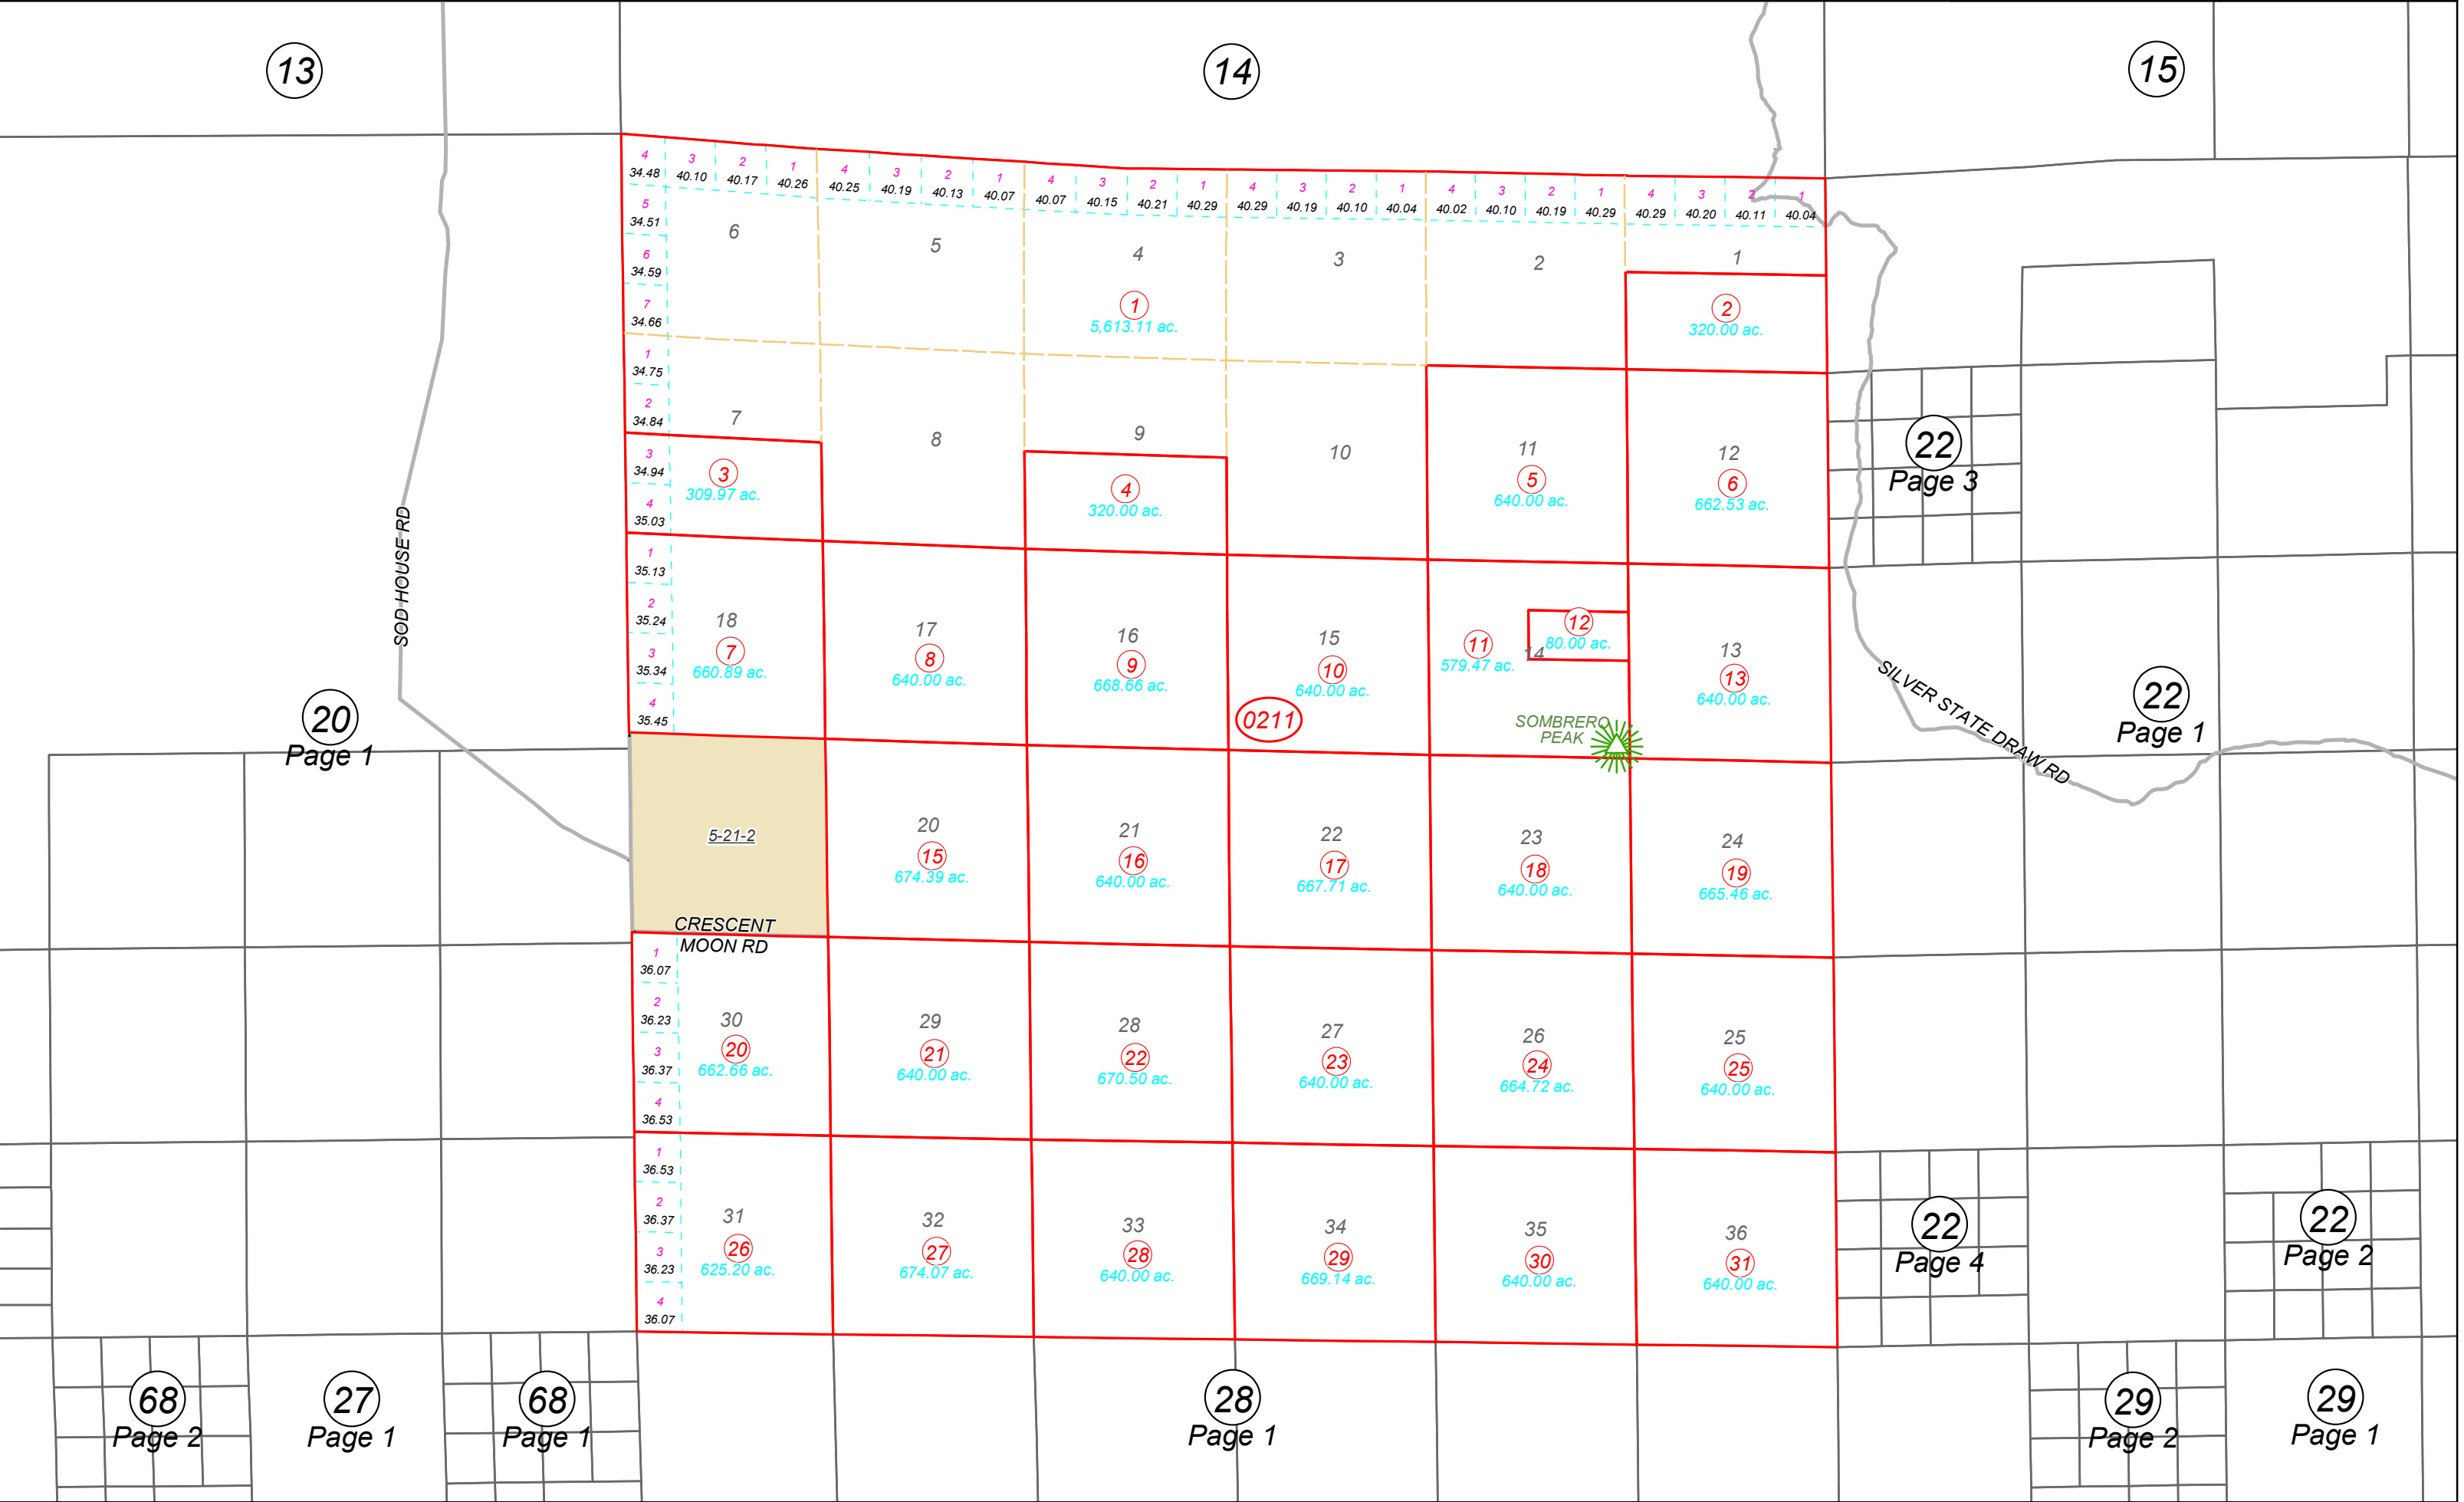 13
14
15
4 3 2 1 4 3 2 1 4 3 2 1 4 3 2 1 4 3 2 1 4 3 2 1
34.48 40.10 40.17 40.26 40.25 40.19 40.13 40.07 40.07 40.15 40.21 40.29 40.29 40.19 40.10 40.04 40.02 40.10 40.19 40.29 40.29 40.20 40.11 40.04
5
34.51
6
34.59
7
34.66
6 5 4 3 2 1
1
5,613.11 ac.
2
320.00 ac.
1
34.75
2
34.84
3
34.94
4
35.03
7 8 9 10 11 12
3
309.97 ac.
4
320.00 ac.
5
640.00 ac.
6
662.53 ac.
22
Page 3
SOD HOUSE RD
1
35.13
2
35.24
3
35.34
4
35.45
18
7
660.89 ac.
17
8
640.00 ac.
16
9
668.66 ac.
15
10
640.00 ac.
0211
11
579.47 ac.
12
80.00 ac.
14
13
13
640.00 ac.
SOMBRERO
PEAK
SILVER STATE DRAW RD
20
Page 1
22
Page 1
5-21-2
20
15
674.39 ac.
21
16
640.00 ac.
22
17
667.71 ac.
23
18
640.00 ac.
24
19
665.46 ac.
CRESCENT
MOON RD
1
36.07
2
36.23
3
36.37
4
36.53
30
20
662.66 ac.
29
21
640.00 ac.
28
22
670.50 ac.
27
23
640.00 ac.
26
24
664.72 ac.
25
25
640.00 ac.
1
36.53
2
36.37
3
36.23
4
36.07
31
26
625.20 ac.
32
27
674.07 ac.
33
28
640.00 ac.
34
29
669.14 ac.
35
30
640.00 ac.
36
31
640.00 ac.
22
Page 4
22
Page 2
68
Page 2
27
Page 1
68
Page 1
28
Page 1
29
Page 2
29
Page 1